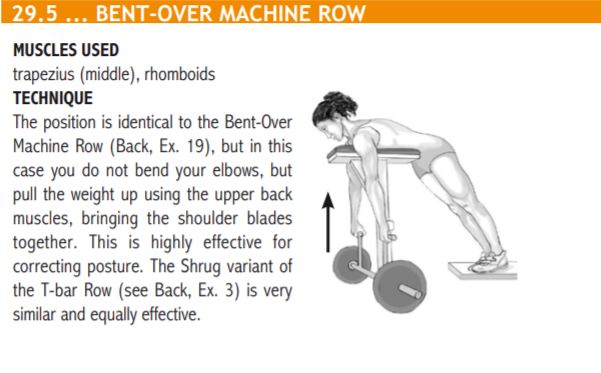 29.5 ... BENT-OVER MACHINE ROW
MUSCLES USED
trapezius (middle), rhomboids
TECHNIQUE
The position is identical to the Bent-Over
Machine Row (Back, Ex. 19), but in this
case you do not bend your elbows, but
pull the weight up using the upper back
muscles, bringing the shoulder blades
together. This is highly effective for
correcting posture. The Shrug variant of
the T-bar Row (see Back, Ex. 3) is very
similar and equally effective.